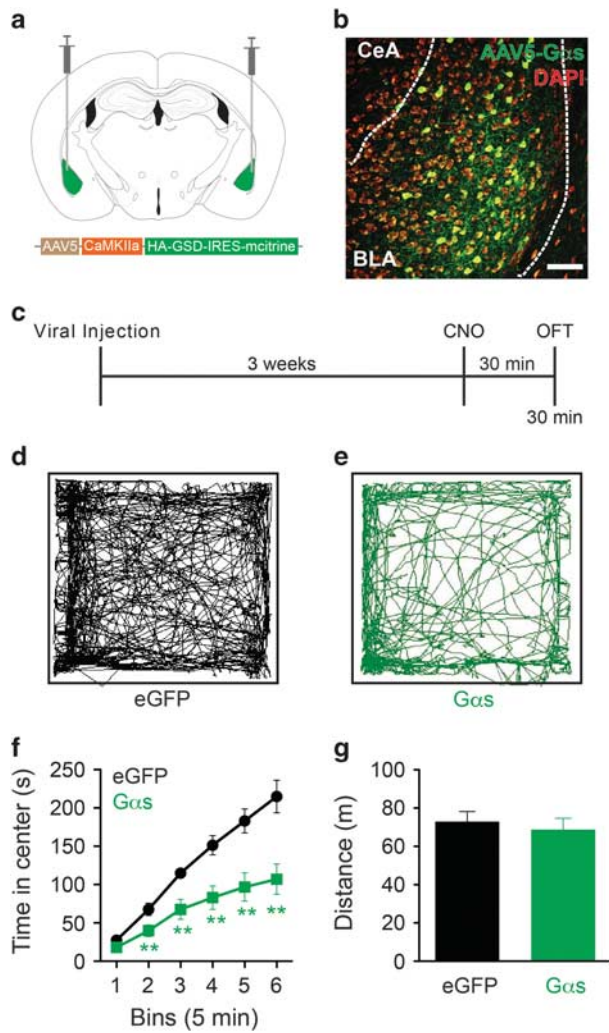 a
AAV5 CaMKIIa HA-GSD-IRES-mcitrine
b
CeA
AAV5-Gαs
DAPI
BLA
c
Viral Injection CNO OFT
3 weeks 30 min
30 min
d
eGFP
e
Gαs
f
eGFP
Gαs
Time in center (s)
250
200
150
100
50
0
** ** ** ** **
1 2 3 4 5 6
Bins (5 min)
g
Distance (m)
100
80
60
40
20
0
eGFP Gαs